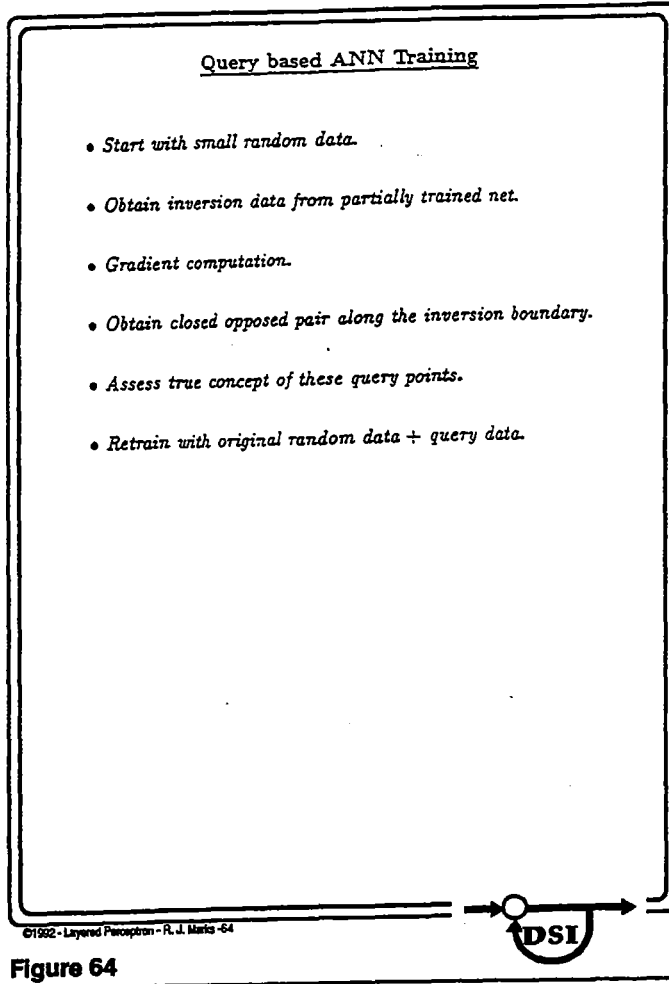 Query based ANN Training
• Start with small random data.
• Obtain inversion data from partially trained net.
• Gradient computation.
• Obtain closed opposed pair along the inversion boundary.
• Assess true concept of these query points.
• Retrain with original random data + query data.
©1992 - Layered Perceptron - R. J. Marks -64
DSI
Figure 64